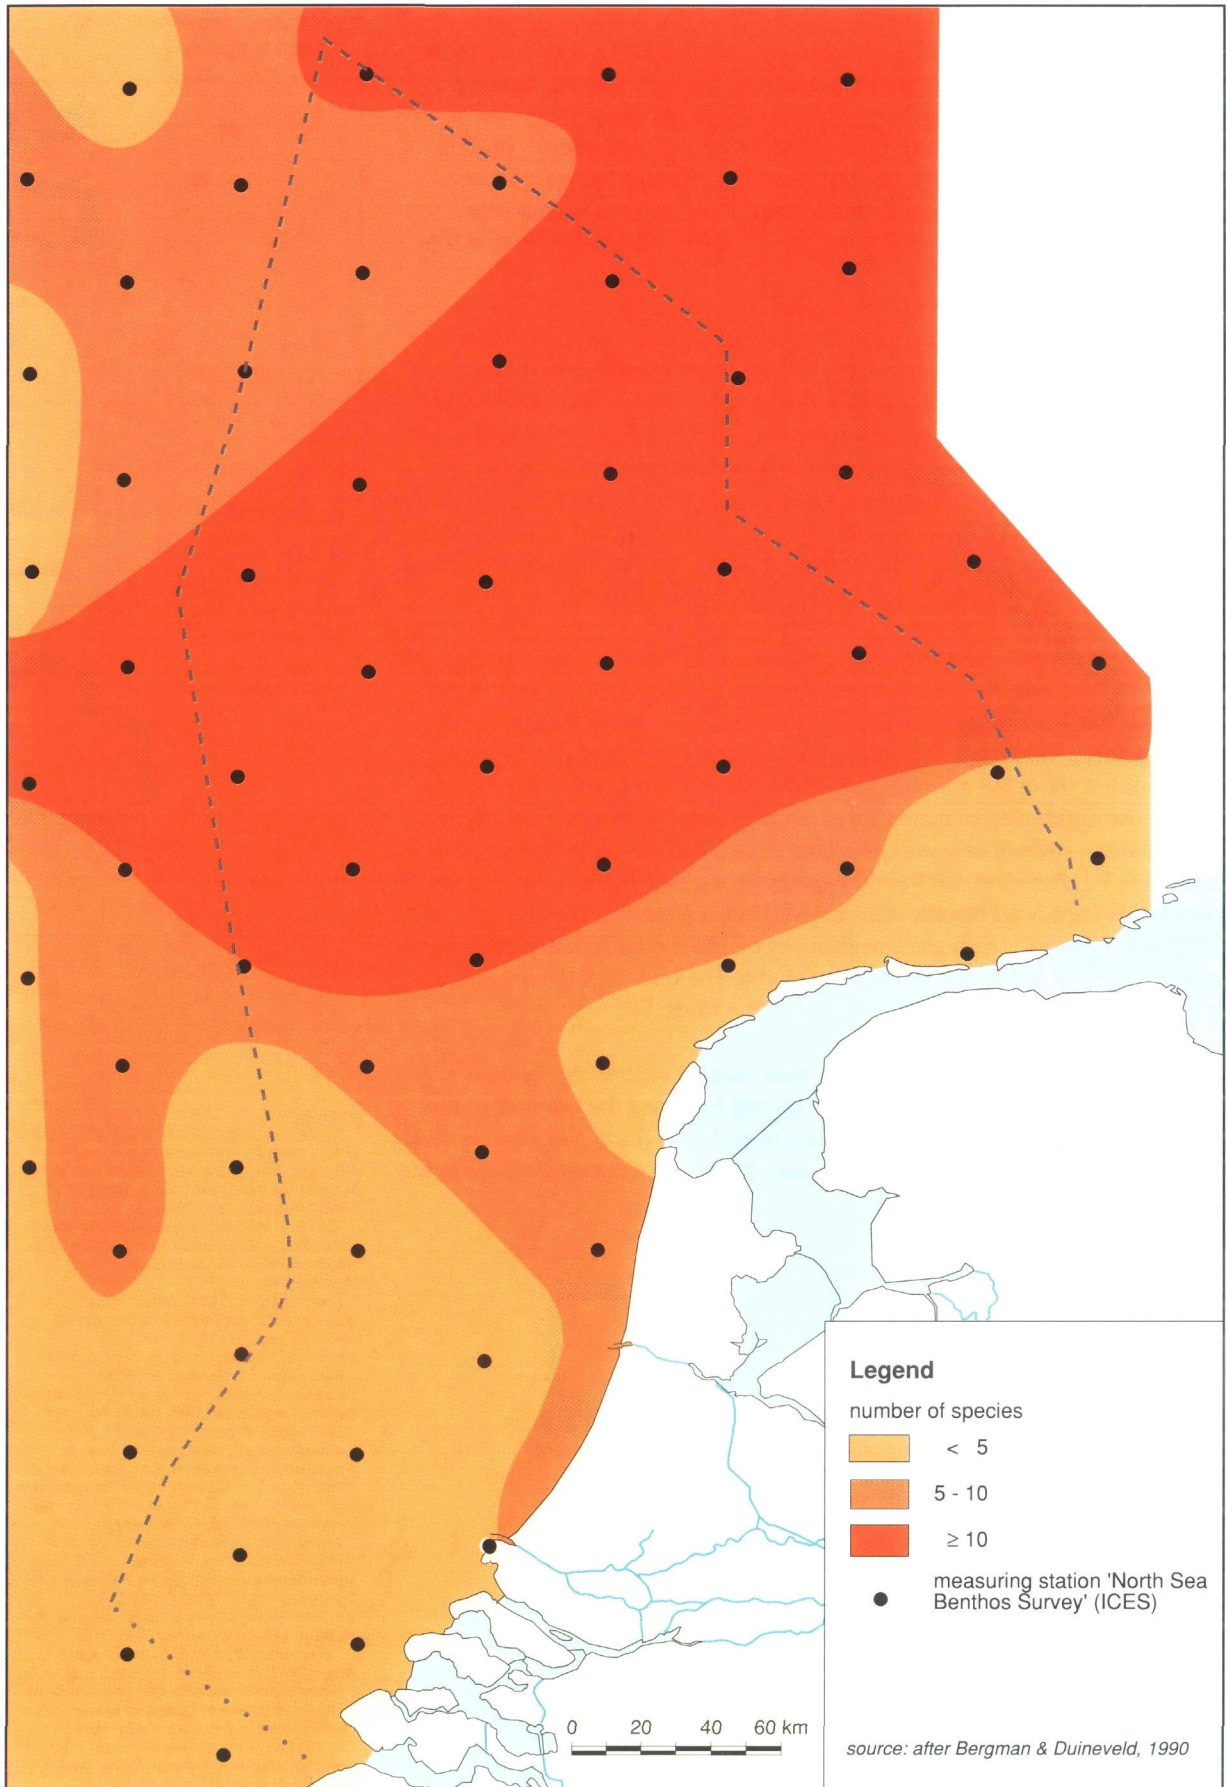 Legend
number of species
< 5
5 - 10
≥ 10
measuring station 'North Sea
Benthos Survey' (ICES)
0 20 40 60 km
source: after Bergman & Duineveld, 1990